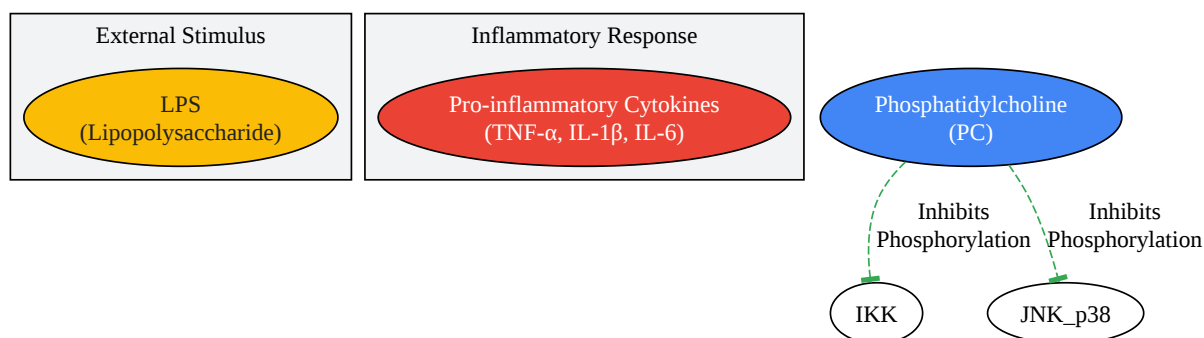 External Stimulus
LPS
(Lipopolysaccharide)
Inflammatory Response
Pro-inflammatory Cytokines
(TNF-α, IL-1β, IL-6)
Phosphatidylcholine
(PC)
Inhibits
Phosphorylation
Inhibits
Phosphorylation
IKK
JNK_p38